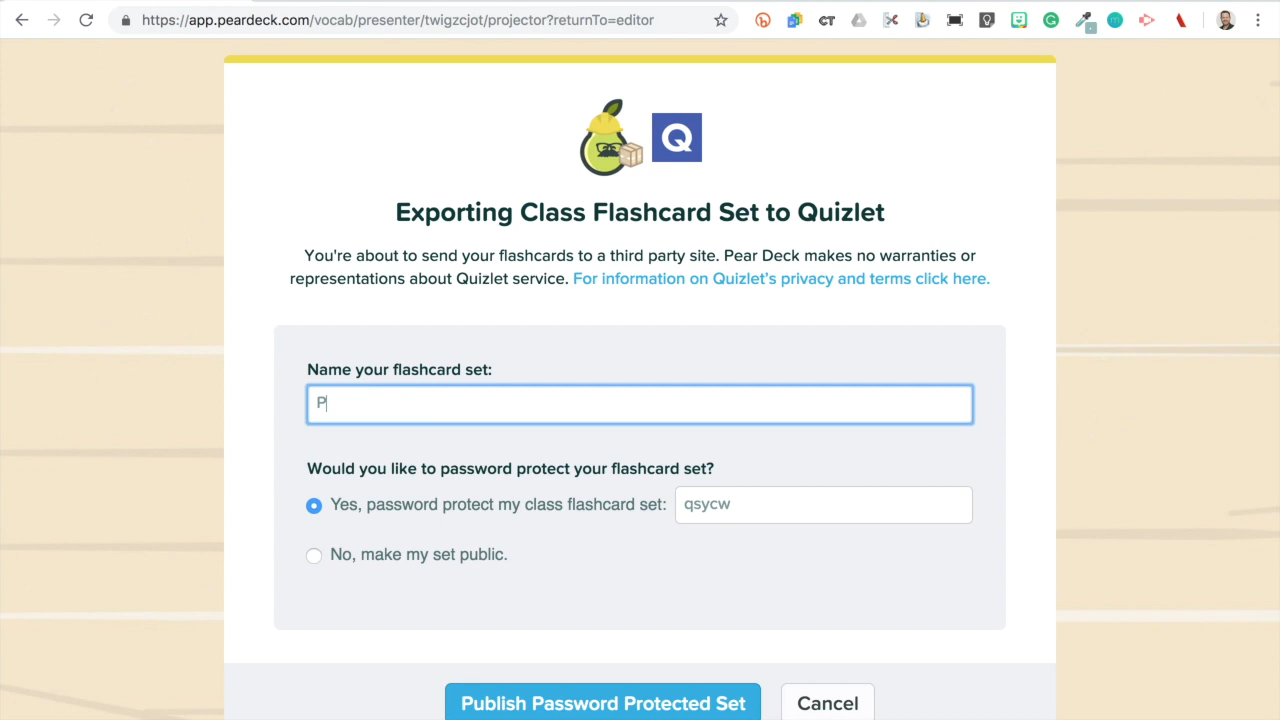 https://app.peardeck.com/vocab/presenter/twigzcjot/projector?returnTo=editor
CT
Q
Exporting Class Flashcard Set to Quizlet
You're about to send your flashcards to a third party site. Pear Deck makes no warranties or
representations about Quizlet service. For information on Quizlet's privacy and terms click here.
Name your flashcard set:
P
Would you like to password protect your flashcard set?
Yes, password protect my class flashcard set: qsycw
No, make my set public.
Publish Password Protected Set Cancel